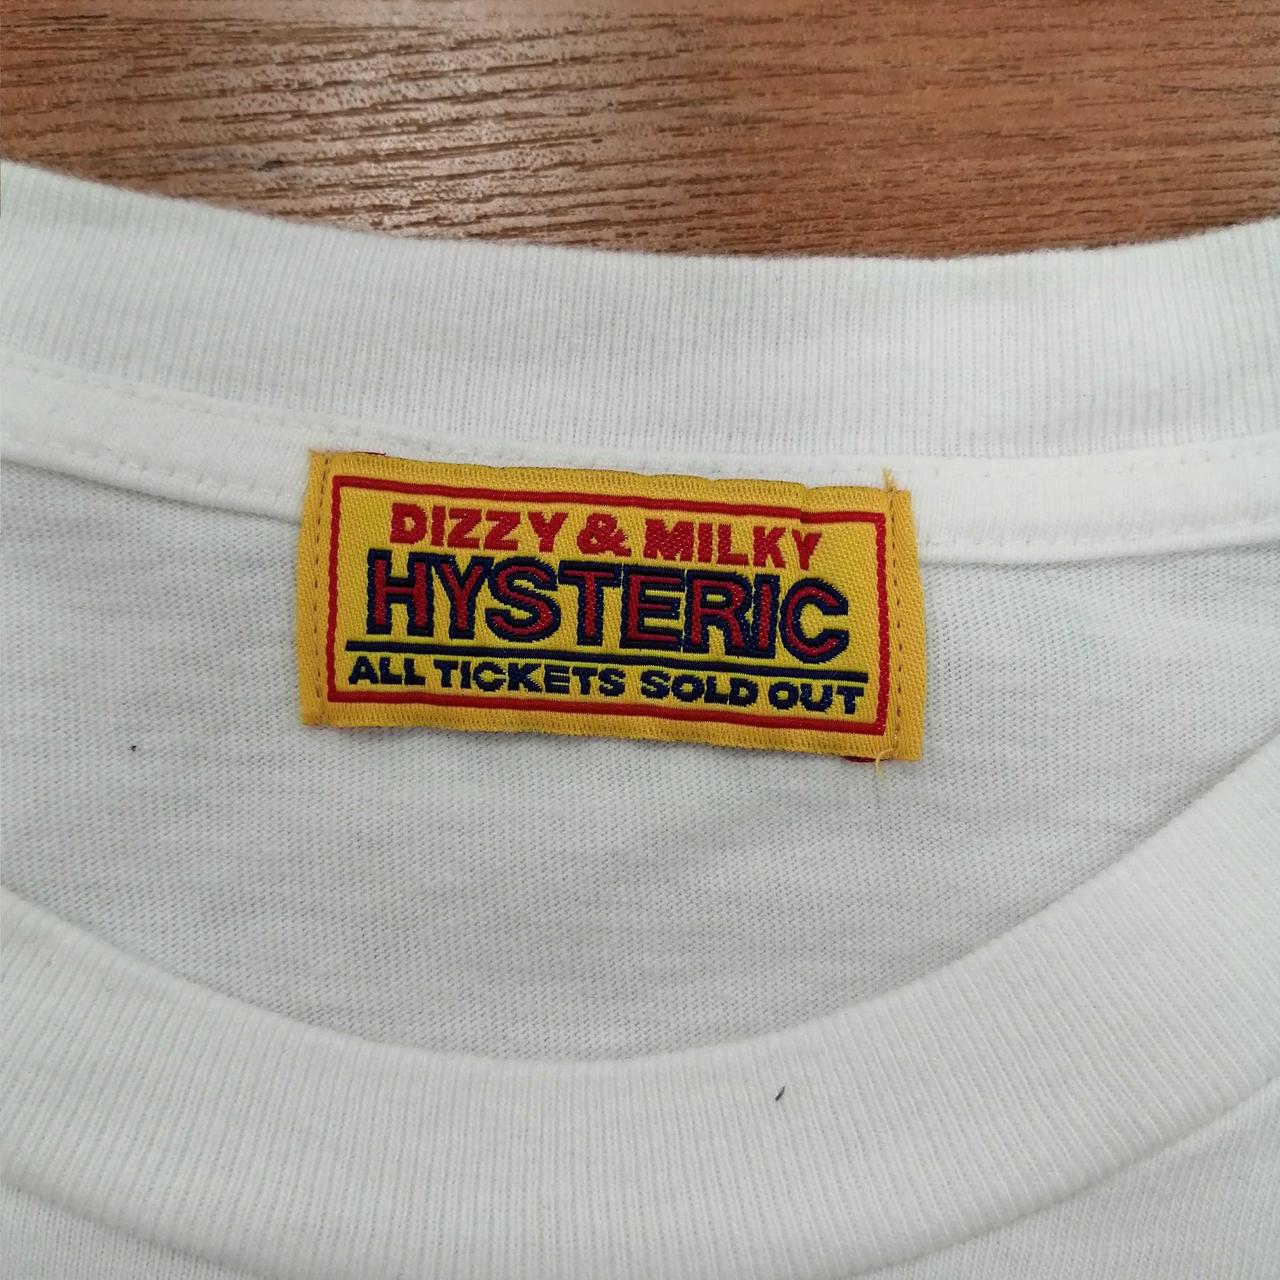 DIZZY & MILKY
HYSTERIC
ALL TICKETS SOLD OUT